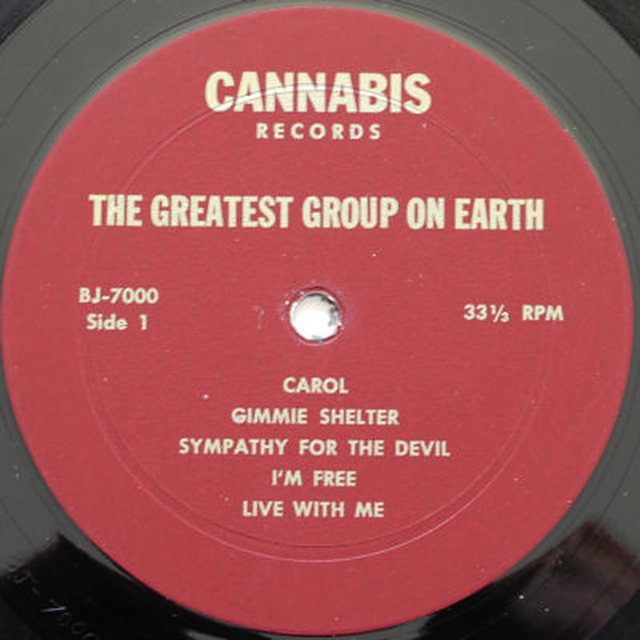 CANNABIS
RECORDS
THE GREATEST GROUP ON EARTH
BJ-7000
Side 1
33⅓ RPM
CAROL
GIMMIE SHELTER
SYMPATHY FOR THE DEVIL
I'M FREE
LIVE WITH ME